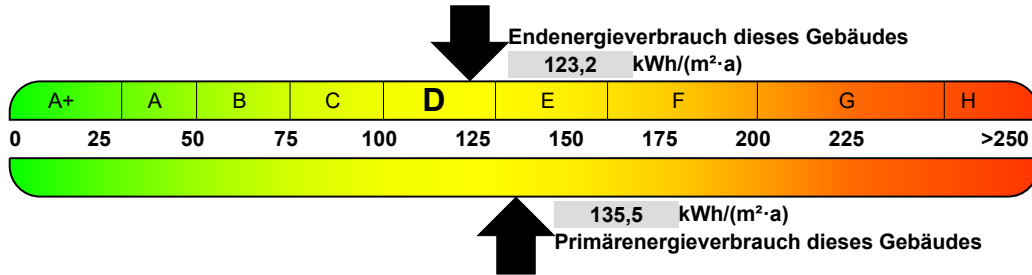 Endenergieverbrauch dieses Gebäudes
123,2 kWh/(m²·a)
A+ A B C D E F G H
0 25 50 75 100 125 150 175 200 225 >250
135,5 kWh/(m²·a)
Primärenergieverbrauch dieses Gebäudes